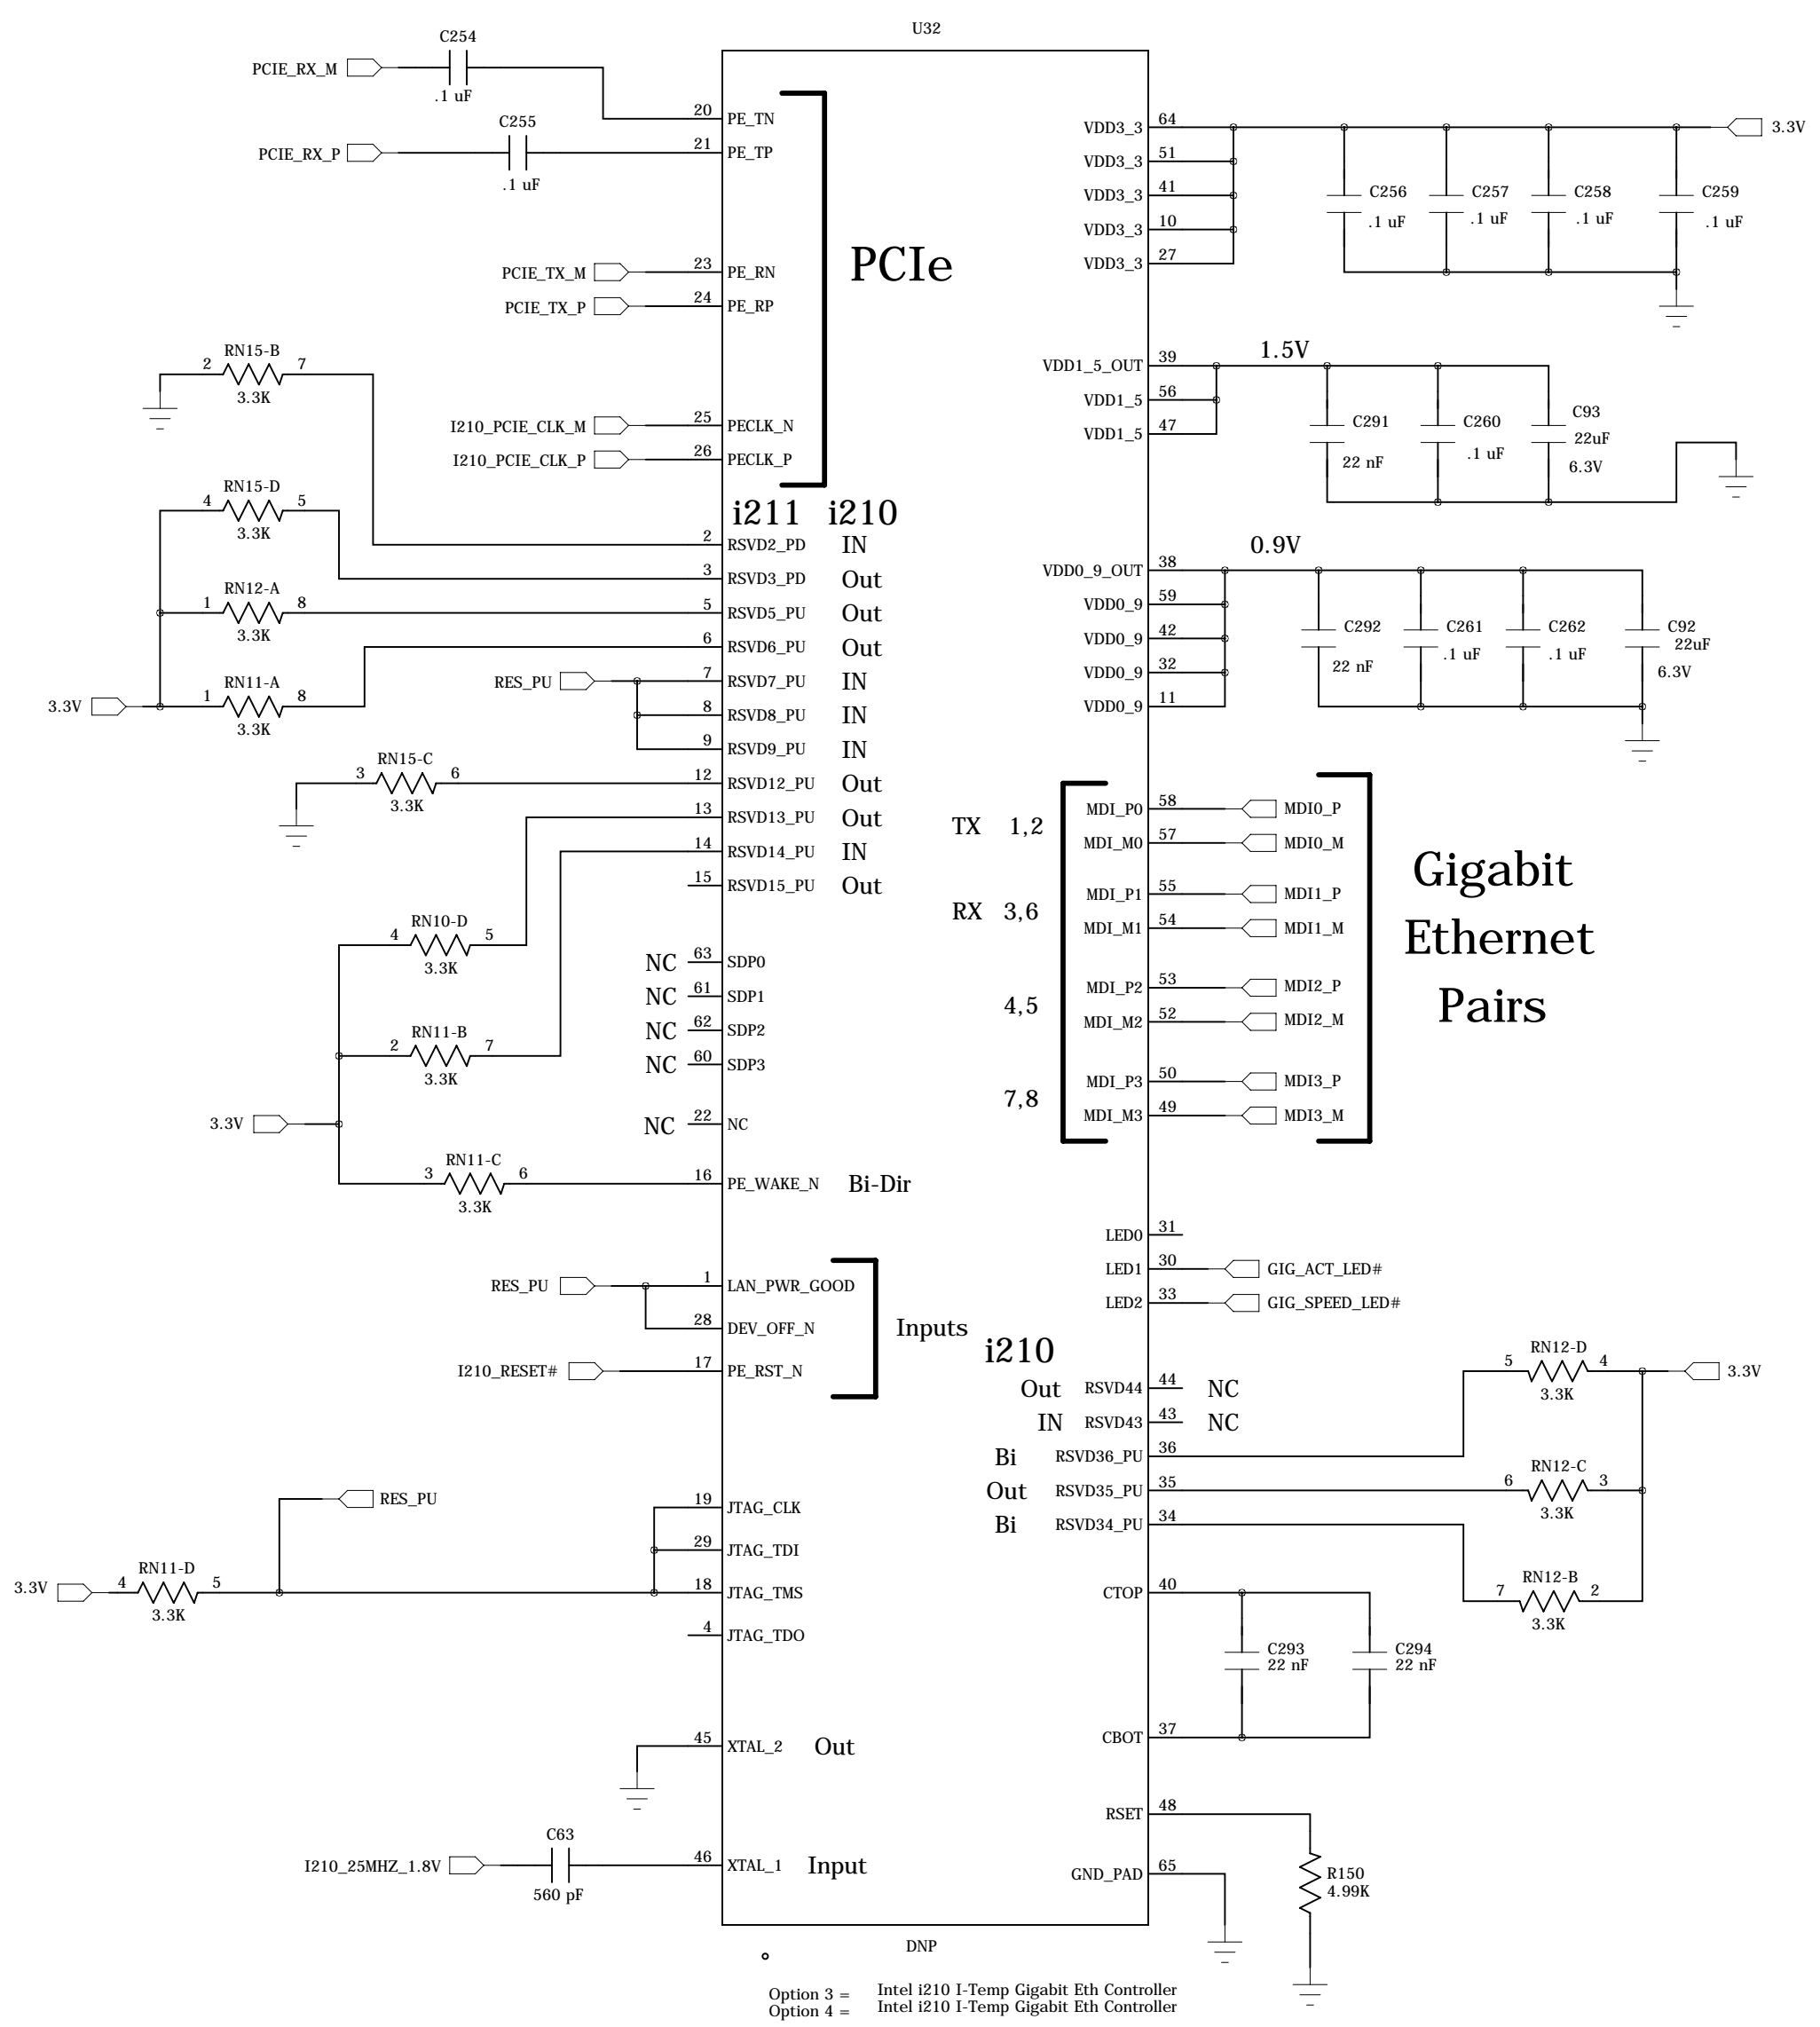 U32
C254
PCIE_RX_M
.1 uF
20 PE_TN
C255
PCIE_RX_P
21 PE_TP
.1 uF
PCIe
PCIE_TX_M 23 PE_RN
PCIE_TX_P 24 PE_RP
RN15-B
2 7
3.3K
I210_PCIE_CLK_M 25 PECLK_N
I210_PCIE_CLK_P 26 PECLK_P
RN15-D
4 5
3.3K
i211 i210
2 RSVD2_PD IN
3 RSVD3_PD Out
RN12-A
1 8 5 RSVD5_PU Out
3.3K
6 RSVD6_PU Out
RES_PU 7 RSVD7_PU IN
RN11-A
3.3V 1 8
3.3K
8 RSVD8_PU IN
9 RSVD9_PU IN
RN15-C
3 6 12 RSVD12_PU Out
3.3K
13 RSVD13_PU Out
14 RSVD14_PU IN
15 RSVD15_PU Out
RN10-D
4 5
3.3K
NC 63 SDP0
NC 61 SDP1
NC 62 SDP2
NC 60 SDP3
RN11-B
2 7
3.3K
3.3V
NC 22 NC
RN11-C
3 6 16 PE_WAKE_N Bi-Dir
3.3K
RES_PU 1 LAN_PWR_GOOD
28 DEV_OFF_N
Inputs
I210_RESET# 17 PE_RST_N
RES_PU
19 JTAG_CLK
29 JTAG_TDI
RN11-D
3.3V 4 5 18 JTAG_TMS
3.3K
4 JTAG_TDO
45 XTAL_2 Out
C63
I210_25MHZ_1.8V 46 XTAL_1 Input
560 pF
VDD3_3 64 3.3V
VDD3_3 51
VDD3_3 41
VDD3_3 10
VDD3_3 27
C256 C257 C258 C259
.1 uF .1 uF .1 uF .1 uF
1.5V
VDD1_5_OUT 39
VDD1_5 56
VDD1_5 47
C291 C260 C93
22 nF .1 uF 22uF
6.3V
0.9V
VDD0_9_OUT 38
VDD0_9 59
VDD0_9 42
VDD0_9 32
VDD0_9 11
C292 C261 C262 C92
22 nF .1 uF .1 uF 22uF
6.3V
TX 1,2
MDI_P0 58 MDI0_P
MDI_M0 57 MDI0_M
RX 3,6
MDI_P1 55 MDI1_P
MDI_M1 54 MDI1_M
4,5
MDI_P2 53 MDI2_P
MDI_M2 52 MDI2_M
7,8
MDI_P3 50 MDI3_P
MDI_M3 49 MDI3_M
Gigabit
Ethernet
Pairs
LED0 31
LED1 30 GIG_ACT_LED#
LED2 33 GIG_SPEED_LED#
i210
Out RSVD44 44 NC
IN RSVD43 43 NC
Bi RSVD36_PU 36
Out RSVD35_PU 35
Bi RSVD34_PU 34
RN12-D
5 4 3.3V
3.3K
RN12-C
6 3
3.3K
RN12-B
7 2
3.3K
CTOP 40
C293 C294
22 nF 22 nF
CBOT 37
RSET 48
GND_PAD 65
R150
4.99K
DNP
Option 3 = Intel i210 I-Temp Gigabit Eth Controller
Option 4 = Intel i210 I-Temp Gigabit Eth Controller